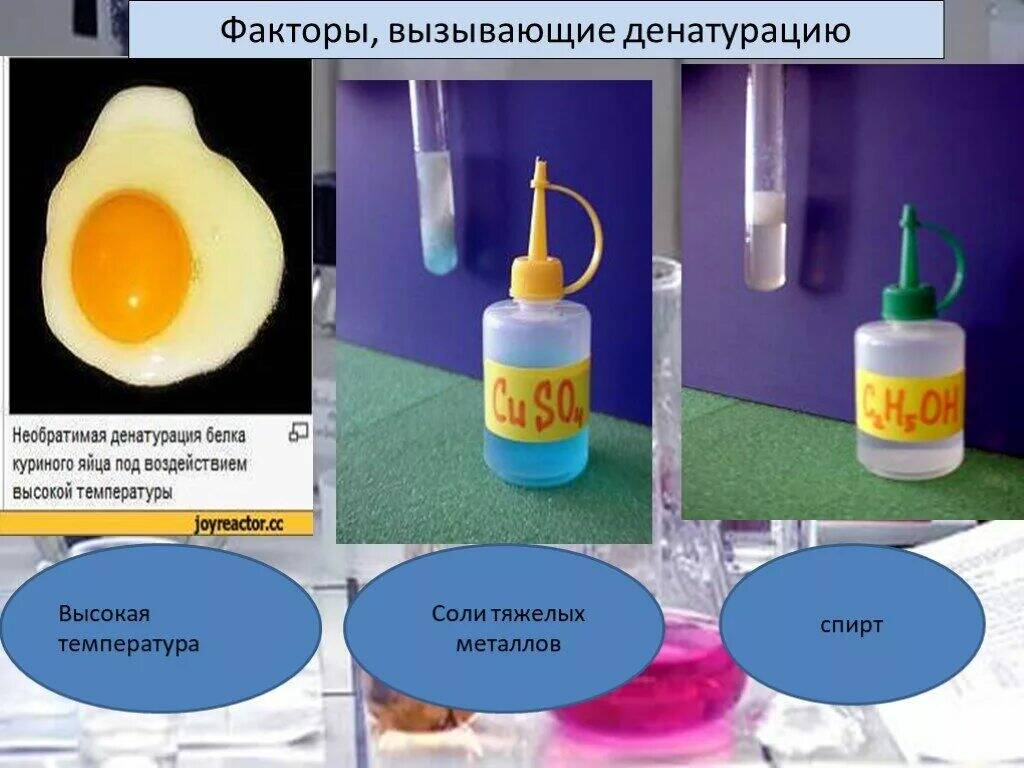 Факторы, вызывающие денатурацию
Необратимая денатурация белка
куриного яйца под воздействием
высокой температуры
joyreactor.cc
CuSO₄
C₂H₅OH
Высокая
температура
Соли тяжелых
металлов
спирт